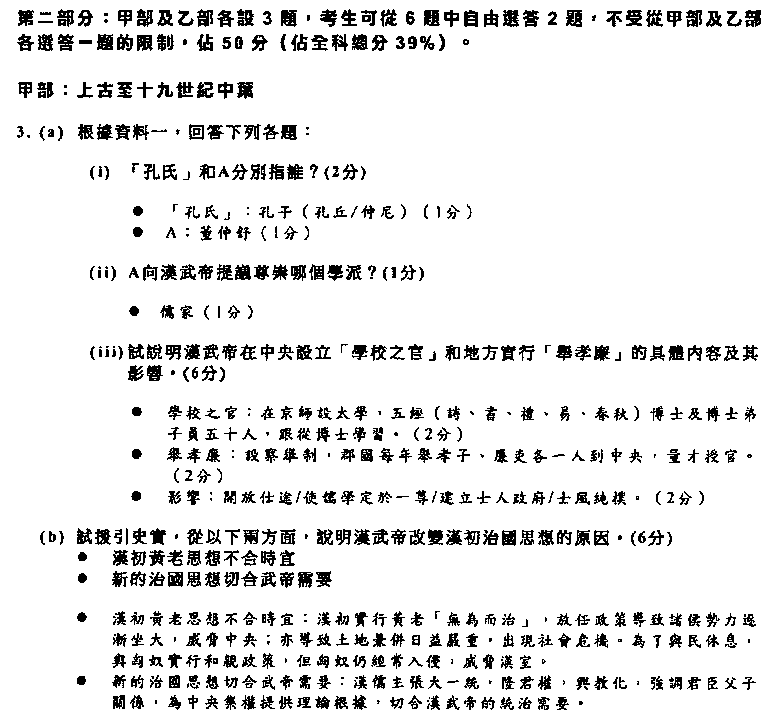 第二部分：甲部及乙部各設 3 題，考生可從 6 題中自由選答 2 題，不受從甲部及乙部
各選答一題的限制，佔 50 分（佔全科總分 39%）。
甲部：上古至十九世紀中葉
3. (a) 根據資料一，回答下列各題：
(i) 「孔氏」和A分別指誰？(2分)
● 「孔氏」：孔子（孔丘/仲尼）（1分）
● A：董仲舒（1分）
(ii) A向漢武帝提議尊崇哪個學派？(1分)
● 儒家（1分）
(iii) 試說明漢武帝在中央設立「學校之官」和地方實行「舉孝廉」的具體內容及其
影響。(6分)
● 學校之官：在京師設太學，五經（詩、書、禮、易、春秋）博士及博士弟
子員五十人，跟從博士學習。（2分）
● 舉孝廉：設察舉制，郡國每年舉孝子、廉吏各一人到中央，量才授官。
（2分）
● 影響：開放仕途/使儒學定於一尊/建立士人政府/士風純樸。（2分）
(b) 試援引史實，從以下兩方面，說明漢武帝改變漢初治國思想的原因。(6分)
● 漢初黃老思想不合時宜
● 新的治國思想切合武帝需要
● 漢初黃老思想不合時宜：漢初實行黃老「無為而治」，放任政策導致諸侯勢力逐
漸坐大，威脅中央；亦導致土地兼併日益嚴重，出現社會危機。為了與民休息，
與匈奴實行和親政策，但匈奴仍經常入侵，威脅漢室。
● 新的治國思想切合武帝需要：漢儒主張大一統，隆君權，興教化，強調君臣父子
關係，為中央集權提供理論根據，切合漢武帝的統治需要。